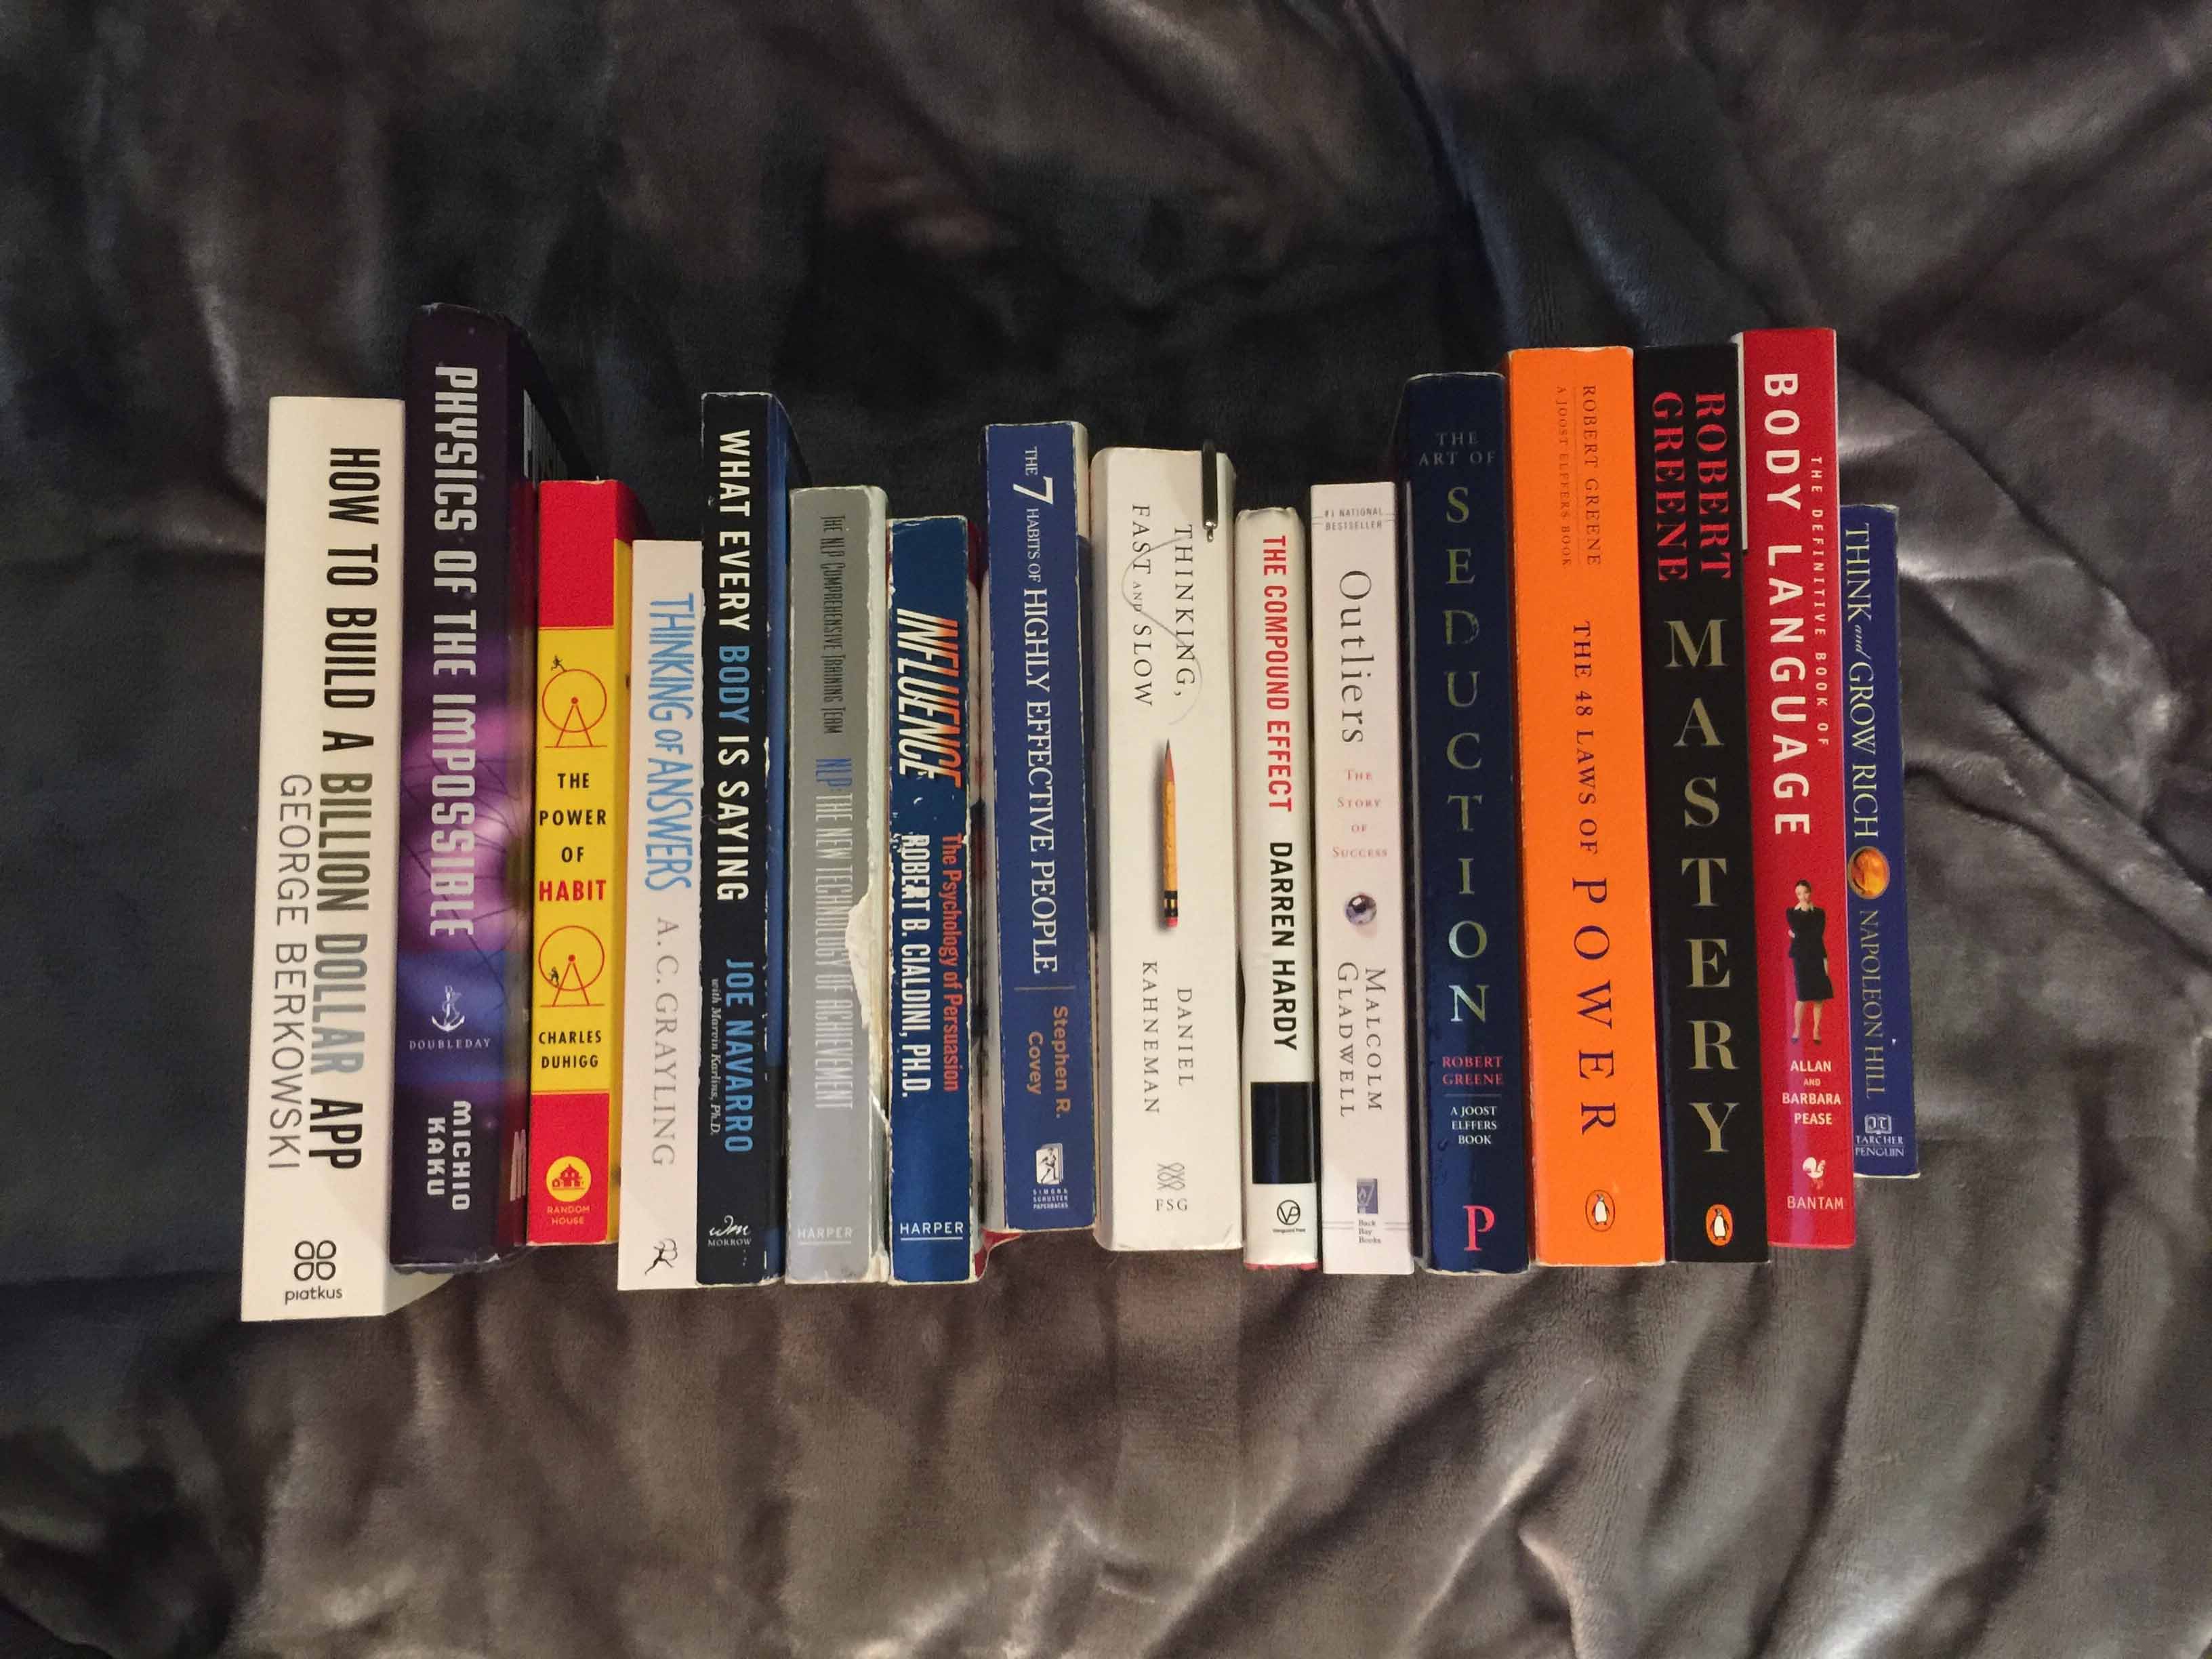 HOW TO BUILD A BILLION DOLLAR APP
GEORGE BERKOWSKI
piatkus
PHYSICS OF THE IMPOSSIBLE
DOUBLEDAY
MICHIO
KAKU
THE
POWER
OF
HABIT
CHARLES
DUHIGG
RANDOM
HOUSE
THINKING OF ANSWERS
A. C. GRAYLING
WHAT EVERY BODY IS SAYING
JOE NAVARRO
with Marvin Karlins, Ph.D.
wm
MORROW
THE NLP COMPREHENSIVE TRAINING TEAM
NLP: THE NEW TECHNOLOGY OF ACHIEVEMENT
HARPER
INFLUENCE
The Psychology of Persuasion
ROBERT B. CIALDINI, PH.D.
HARPER
THE 7 HABITS OF HIGHLY EFFECTIVE PEOPLE
Stephen R.
Covey
SIMON &
SCHUSTER
PAPERBACKS
THINKING,
FAST AND SLOW
DANIEL
KAHNEMAN
FSG
THE COMPOUND EFFECT
DARREN HARDY
#1 NATIONAL
BESTSELLER
Outliers
THE
STORY
OF
SUCCESS
MALCOLM
GLADWELL
Back
Bay
Books
THE
ART OF
SEDUCTION
ROBERT
GREENE
A JOOST
ELFFERS
BOOK
P
ROBERT GREENE
A JOOST ELFFERS BOOK
THE 48 LAWS OF POWER
ROBERT
GREENE
MASTERY
THE DEFINITIVE BOOK OF
BODY LANGUAGE
ALLAN
AND
BARBARA
PEASE
BANTAM
THINK and GROW RICH
NAPOLEON HILL
TARCHER
PENGUIN